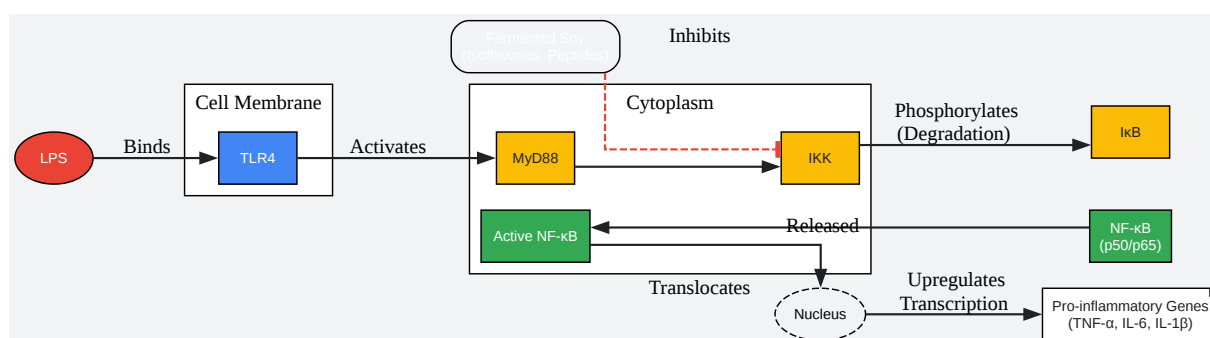 Fermented Soy
(Isoflavones, Peptides)
Inhibits
Cell Membrane
Cytoplasm
LPS
Binds
TLR4
Activates
MyD88
IKK
Phosphorylates
(Degradation)
IκB
Active NF-κB
Released
NF-κB
(p50/p65)
Translocates
Nucleus
Upregulates
Transcription
Pro-inflammatory Genes
(TNF-α, IL-6, IL-1β)